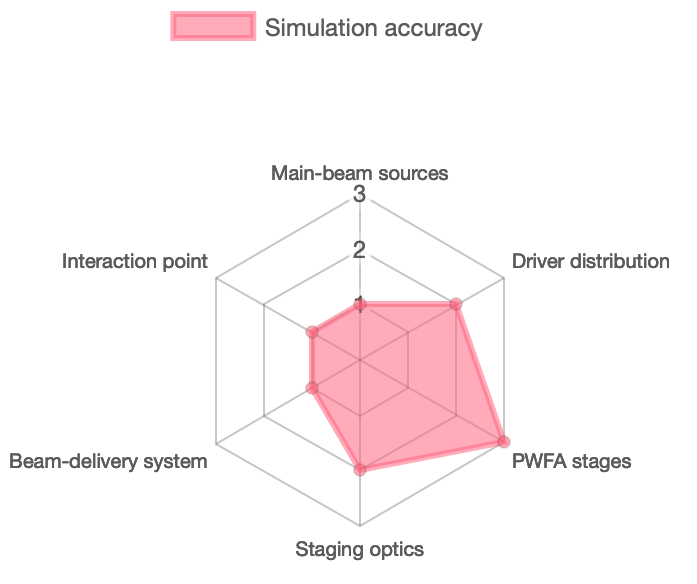 Simulation accuracy
Main-beam sources
3
Interaction point
Driver distribution
2
1
Beam-delivery system
PWFA stages
Staging optics